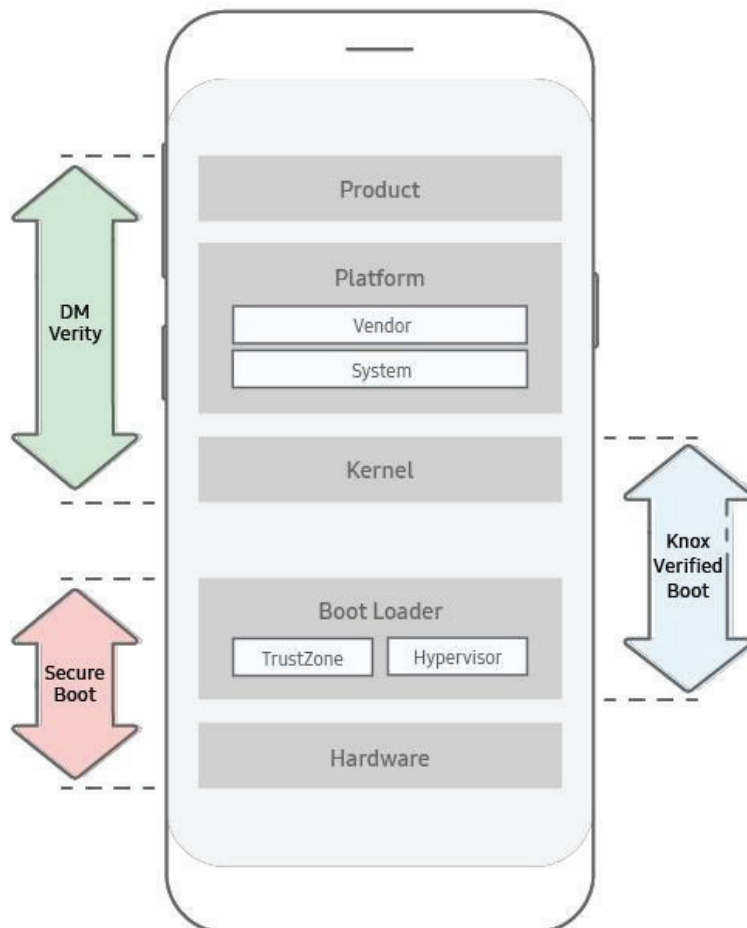 Product
Platform
DM
Verity
Vendor
System
Kernel
Knox
Verified
Boot
Boot Loader
TrustZone
Hypervisor
Secure
Boot
Hardware